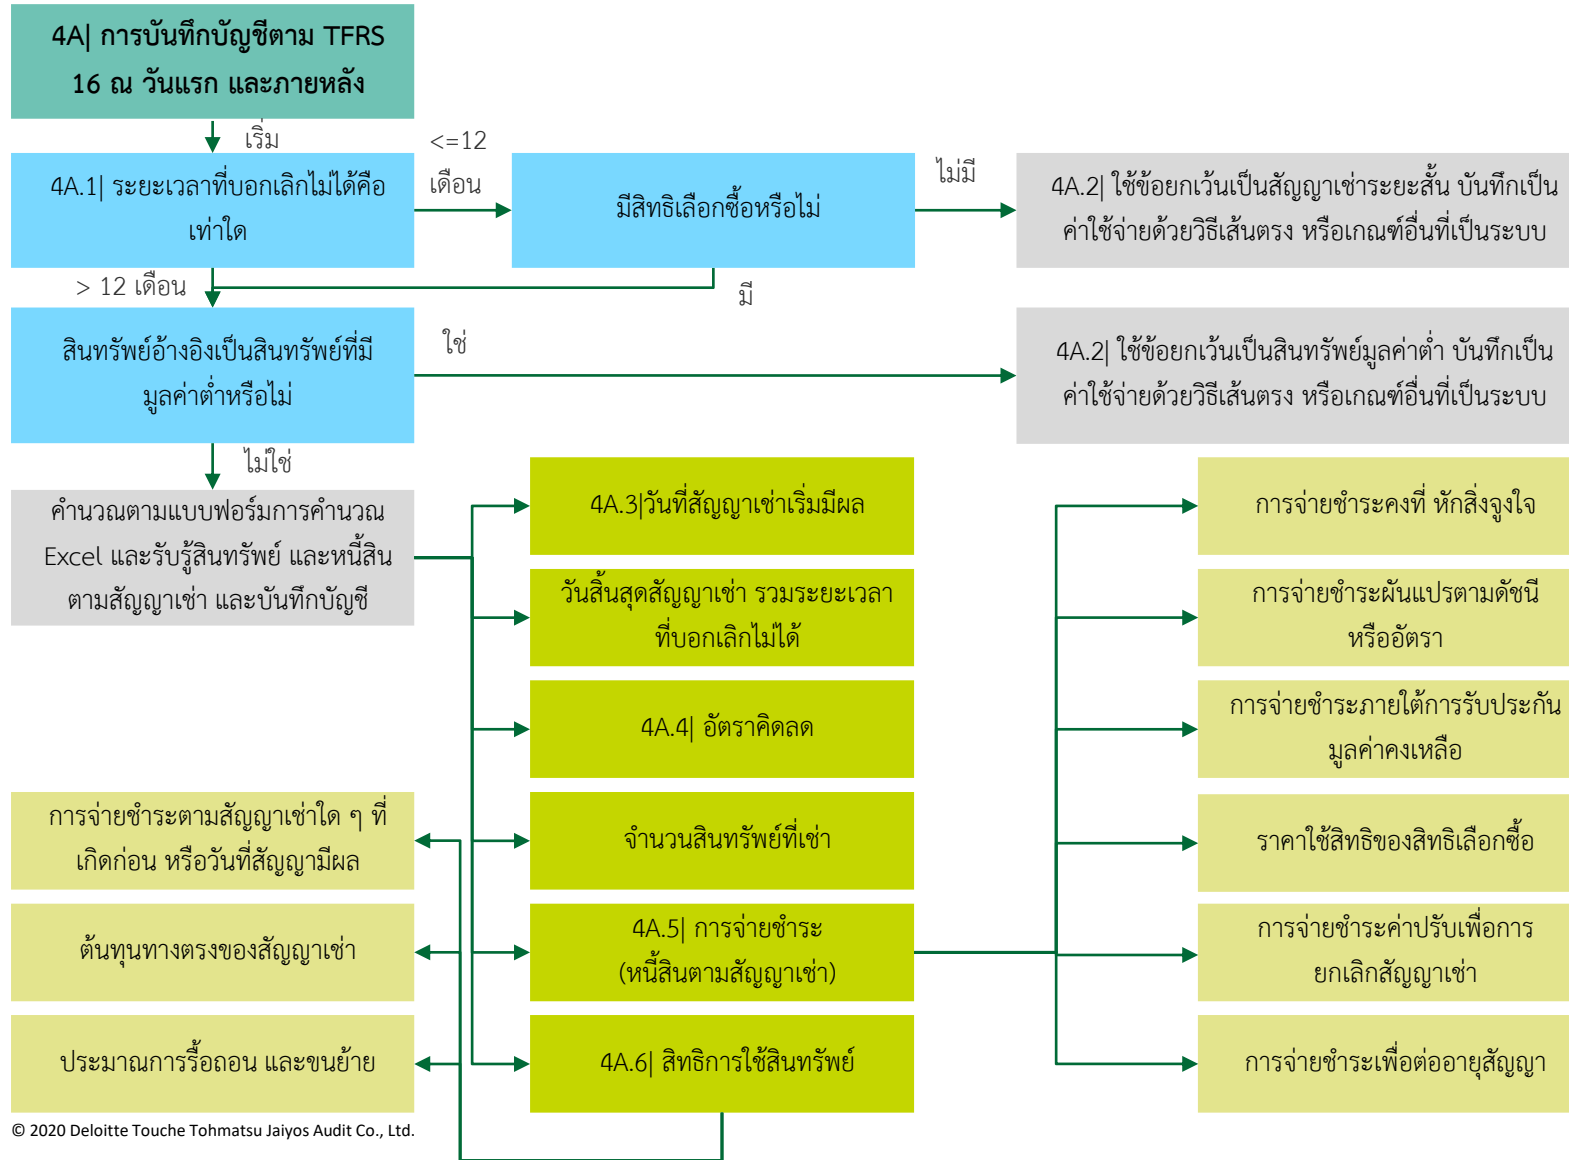 4A| การบันทึกบัญชีตาม TFRS
16 ณ วันแรก และภายหลัง
เริ่ม
<=12
เดือน
4A.1| ระยะเวลาที่บอกเลิกไม่ได้คือ
เท่าใด
มีสิทธิเลือกซื้อหรือไม่
ไม่มี
4A.2| ใช้ข้อยกเว้นเป็นสัญญาเช่าระยะสั้น บันทึกเป็น
ค่าใช้จ่ายด้วยวิธีเส้นตรง หรือเกณฑ์อื่นที่เป็นระบบ
> 12 เดือน
มี
สินทรัพย์อ้างอิงเป็นสินทรัพย์ที่มี
มูลค่าต่ำหรือไม่
ใช่
4A.2| ใช้ข้อยกเว้นเป็นสินทรัพย์มูลค่าต่ำ บันทึกเป็น
ค่าใช้จ่ายด้วยวิธีเส้นตรง หรือเกณฑ์อื่นที่เป็นระบบ
ไม่ใช่
คำนวณตามแบบฟอร์มการคำนวณ
Excel และรับรู้สินทรัพย์ และหนี้สิน
ตามสัญญาเช่า และบันทึกบัญชี
4A.3|วันที่สัญญาเช่าเริ่มมีผล
วันสิ้นสุดสัญญาเช่า รวมระยะเวลา
ที่บอกเลิกไม่ได้
4A.4| อัตราคิดลด
จำนวนสินทรัพย์ที่เช่า
4A.5| การจ่ายชำระ
(หนี้สินตามสัญญาเช่า)
4A.6| สิทธิการใช้สินทรัพย์
การจ่ายชำระคงที่ หักสิ่งจูงใจ
การจ่ายชำระผันแปรตามดัชนี
หรืออัตรา
การจ่ายชำระภายใต้การรับประกัน
มูลค่าคงเหลือ
ราคาใช้สิทธิของสิทธิเลือกซื้อ
การจ่ายชำระค่าปรับเพื่อการ
ยกเลิกสัญญาเช่า
การจ่ายชำระเพื่อต่ออายุสัญญา
การจ่ายชำระตามสัญญาเช่าใด ๆ ที่
เกิดก่อน หรือวันที่สัญญามีผล
ต้นทุนทางตรงของสัญญาเช่า
ประมาณการรื้อถอน และขนย้าย
© 2020 Deloitte Touche Tohmatsu Jaiyos Audit Co., Ltd.